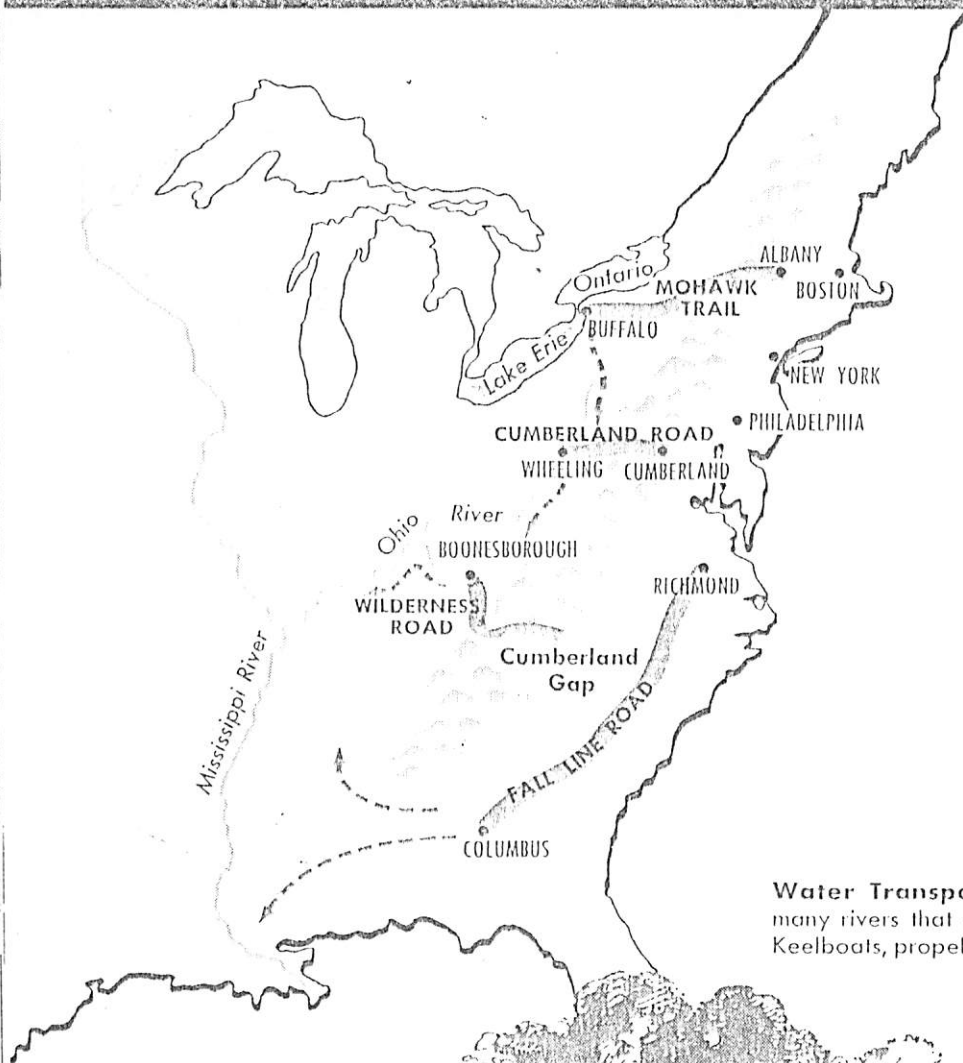 Ontario
ALBANY
MOHAWK
TRAIL
BOSTON
BUFFALO
Lake Erie
NEW YORK
PHILADELPHIA
CUMBERLAND ROAD
WHEELING
CUMBERLAND
Ohio River
BOONESBOROUGH
RICHMOND
WILDERNESS
ROAD
Cumberland
Gap
Mississippi River
FALL LINE ROAD
COLUMBUS
Water Transpo
many rivers that
Keelboats, propel